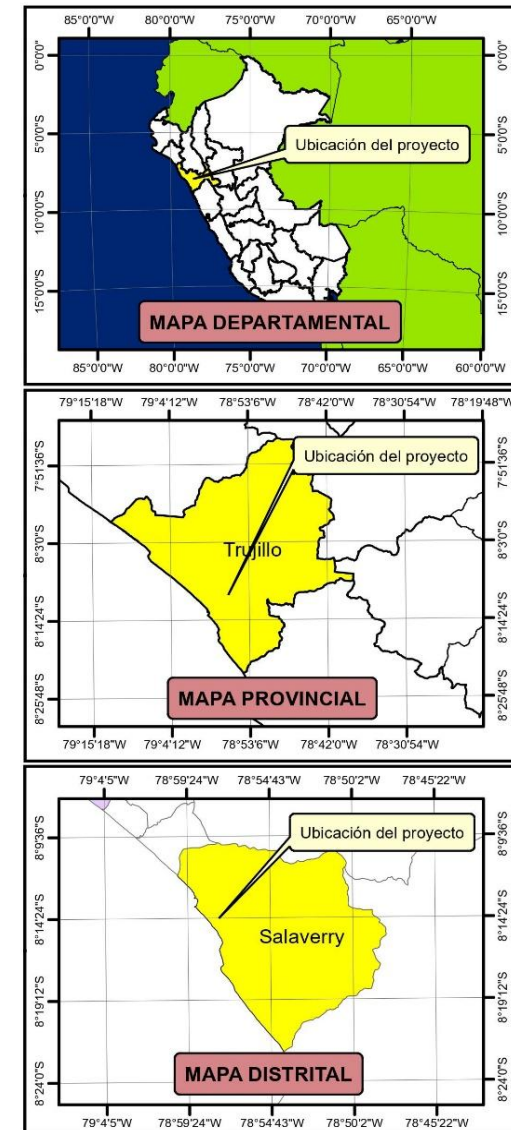 85°0'0"W 80°0'0"W 75°0'0"W 70°0'0"W 65°0'0"W
0°0'0" 0°0'0"
5°0'0"S 5°0'0"S
Ubicación del proyecto
10°0'0"S 10°0'0"S
15°0'0"S 15°0'0"S
MAPA DEPARTAMENTAL
85°0'0"W 80°0'0"W 75°0'0"W 70°0'0"W 65°0'0"W 60°0'0"W
79°15'18"W 79°4'12"W 78°53'6"W 78°42'0"W 78°30'54"W 78°19'48"W
7°51'36"S 7°51'36"S
Ubicación del proyecto
8°3'0"S 8°3'0"S
Trujillo
8°14'24"S 8°14'24"S
8°25'48"S 8°25'48"S
MAPA PROVINCIAL
79°15'18"W 79°4'12"W 78°53'6"W 78°42'0"W 78°30'54"W
79°4'5"W 78°59'24"W 78°54'43"W 78°50'2"W 78°45'22"W
8°9'36"S 8°9'36"S
Ubicación del proyecto
8°14'24"S 8°14'24"S
Salaverry
8°19'12"S 8°19'12"S
8°24'0"S 8°24'0"S
MAPA DISTRITAL
79°4'5"W 78°59'24"W 78°54'43"W 78°50'2"W 78°45'22"W